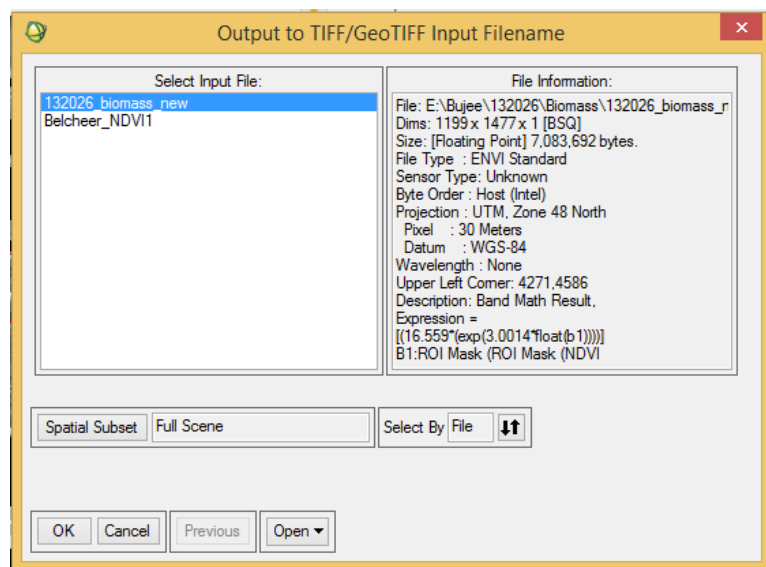 Output to TIFF/GeoTIFF Input Filename
Select Input File:
132026_biomass_new
Belcheer_NDVI1
File Information:
File: E:\Bujee\132026\Biomass\132026_biomass_r
Dims: 1199 x 1477 x 1 [BSQ]
Size: [Floating Point] 7,083,692 bytes.
File Type : ENVI Standard
Sensor Type: Unknown
Byte Order : Host (Intel)
Projection : UTM, Zone 48 North
Pixel : 30 Meters
Datum : WGS-84
Wavelength : None
Upper Left Corner: 4271,4586
Description: Band Math Result,
Expression =
[(16.559*(exp(3.0014*float(b1))))]
B1:ROI Mask (ROI Mask (NDVI
Spatial Subset Full Scene
Select By File
OK Cancel Previous Open